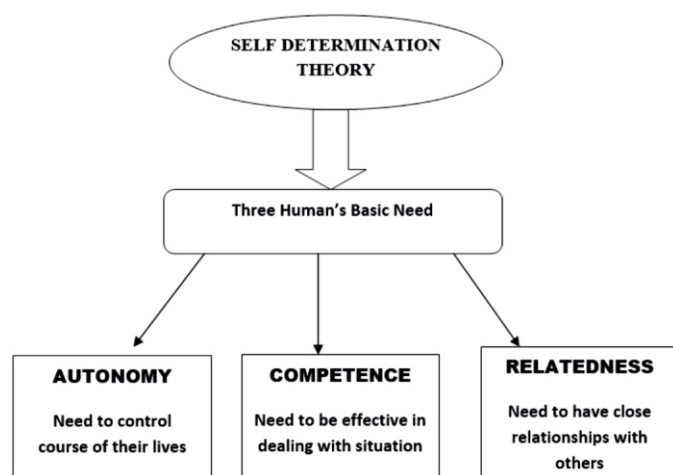 SELF DETERMINATION
THEORY
Three Human's Basic Need
AUTONOMY
Need to control
course of their lives
COMPETENCE
Need to be effective in
dealing with situation
RELATEDNESS
Need to have close
relationships with
others